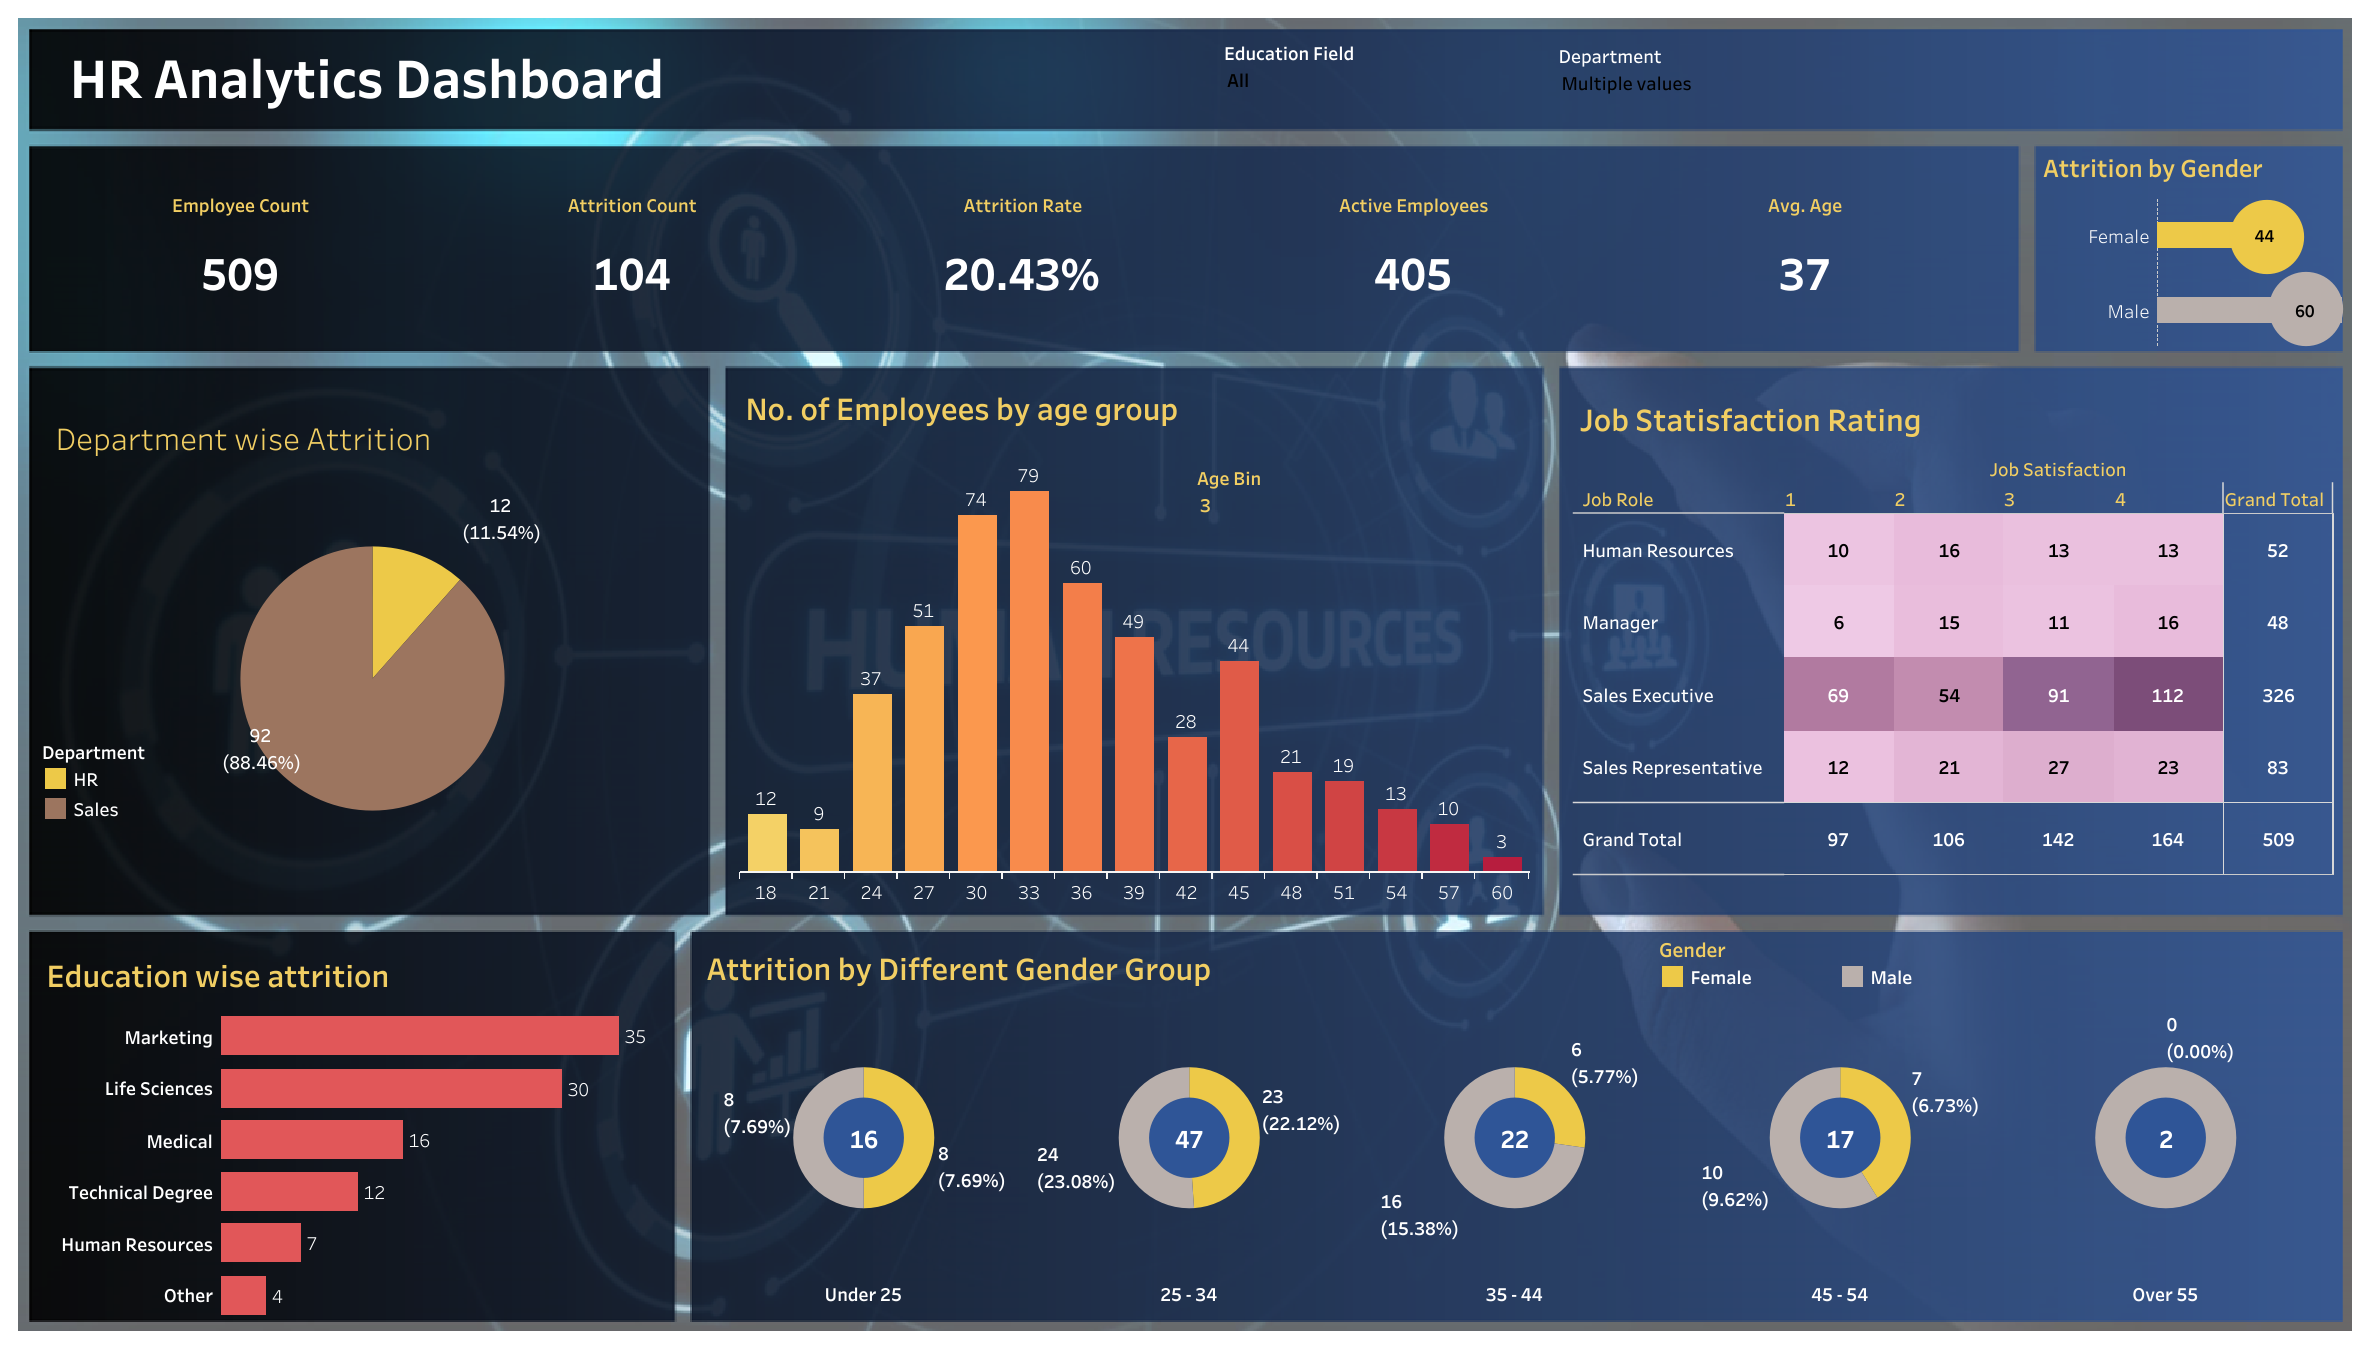 HR Analytics Dashboard
Education Field
All
Department
Multiple values
Employee Count
509
Attrition Count
104
Attrition Rate
20.43%
Active Employees
405
Avg. Age
37
Attrition by Gender
Female 44
Male 60
Department wise Attrition
12
(11.54%)
92
(88.46%)
Department
HR
Sales
No. of Employees by age group
Age Bin
3
12 9 37 51 74 79 60 49 28 44 21 19 13 10 3
18 21 24 27 30 33 36 39 42 45 48 51 54 57 60
HUMAN RESOURCES
Job Statisfaction Rating
Job Satisfaction
Job Role 1 2 3 4 Grand Total
Human Resources 10 16 13 13 52
Manager 6 15 11 16 48
Sales Executive 69 54 91 112 326
Sales Representative 12 21 27 23 83
Grand Total 97 106 142 164 509
Education wise attrition
Marketing 35
Life Sciences 30
Medical 16
Technical Degree 12
Human Resources 7
Other 4
Attrition by Different Gender Group
Gender
Female
Male
8
(7.69%)
16
8
(7.69%)
Under 25
24
(23.08%)
47
23
(22.12%)
25 - 34
16
(15.38%)
22
6
(5.77%)
35 - 44
10
(9.62%)
17
7
(6.73%)
45 - 54
0
(0.00%)
2
Over 55